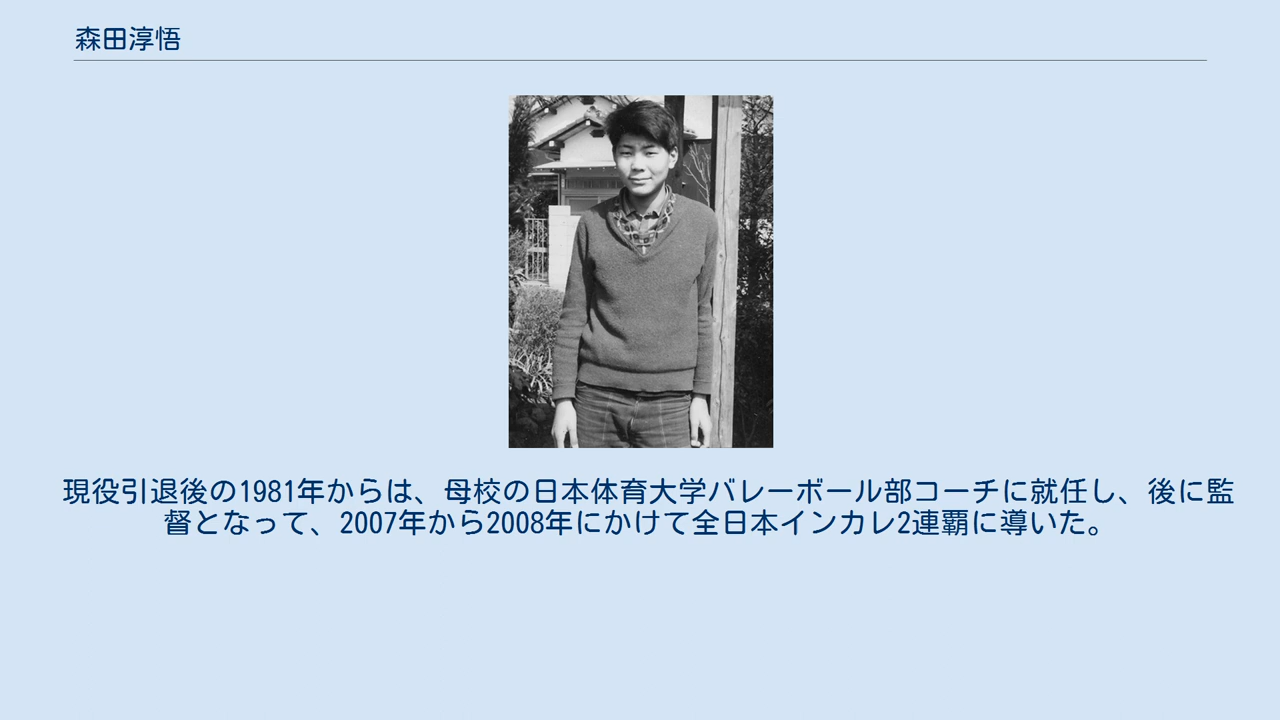 森田淳悟
現役引退後の1981年からは、母校の日本体育大学バレーボール部コーチに就任し、後に監
督となって、2007年から2008年にかけて全日本インカレ2連覇に導いた。